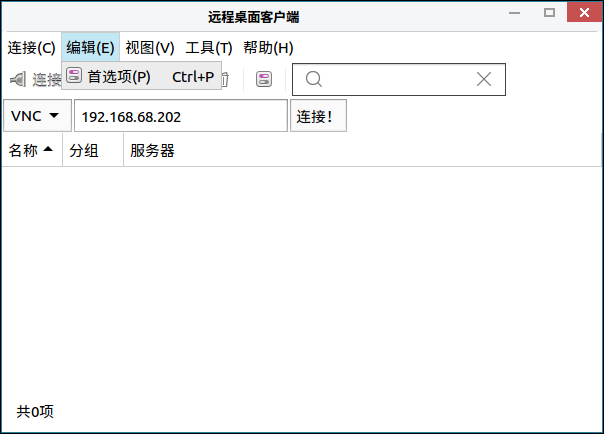 远程桌面客户端
连接(C) 编辑(E) 视图(V) 工具(T) 帮助(H)
连接
首选项(P) Ctrl+P
VNC 192.168.68.202 连接!
名称 分组 服务器
共0项